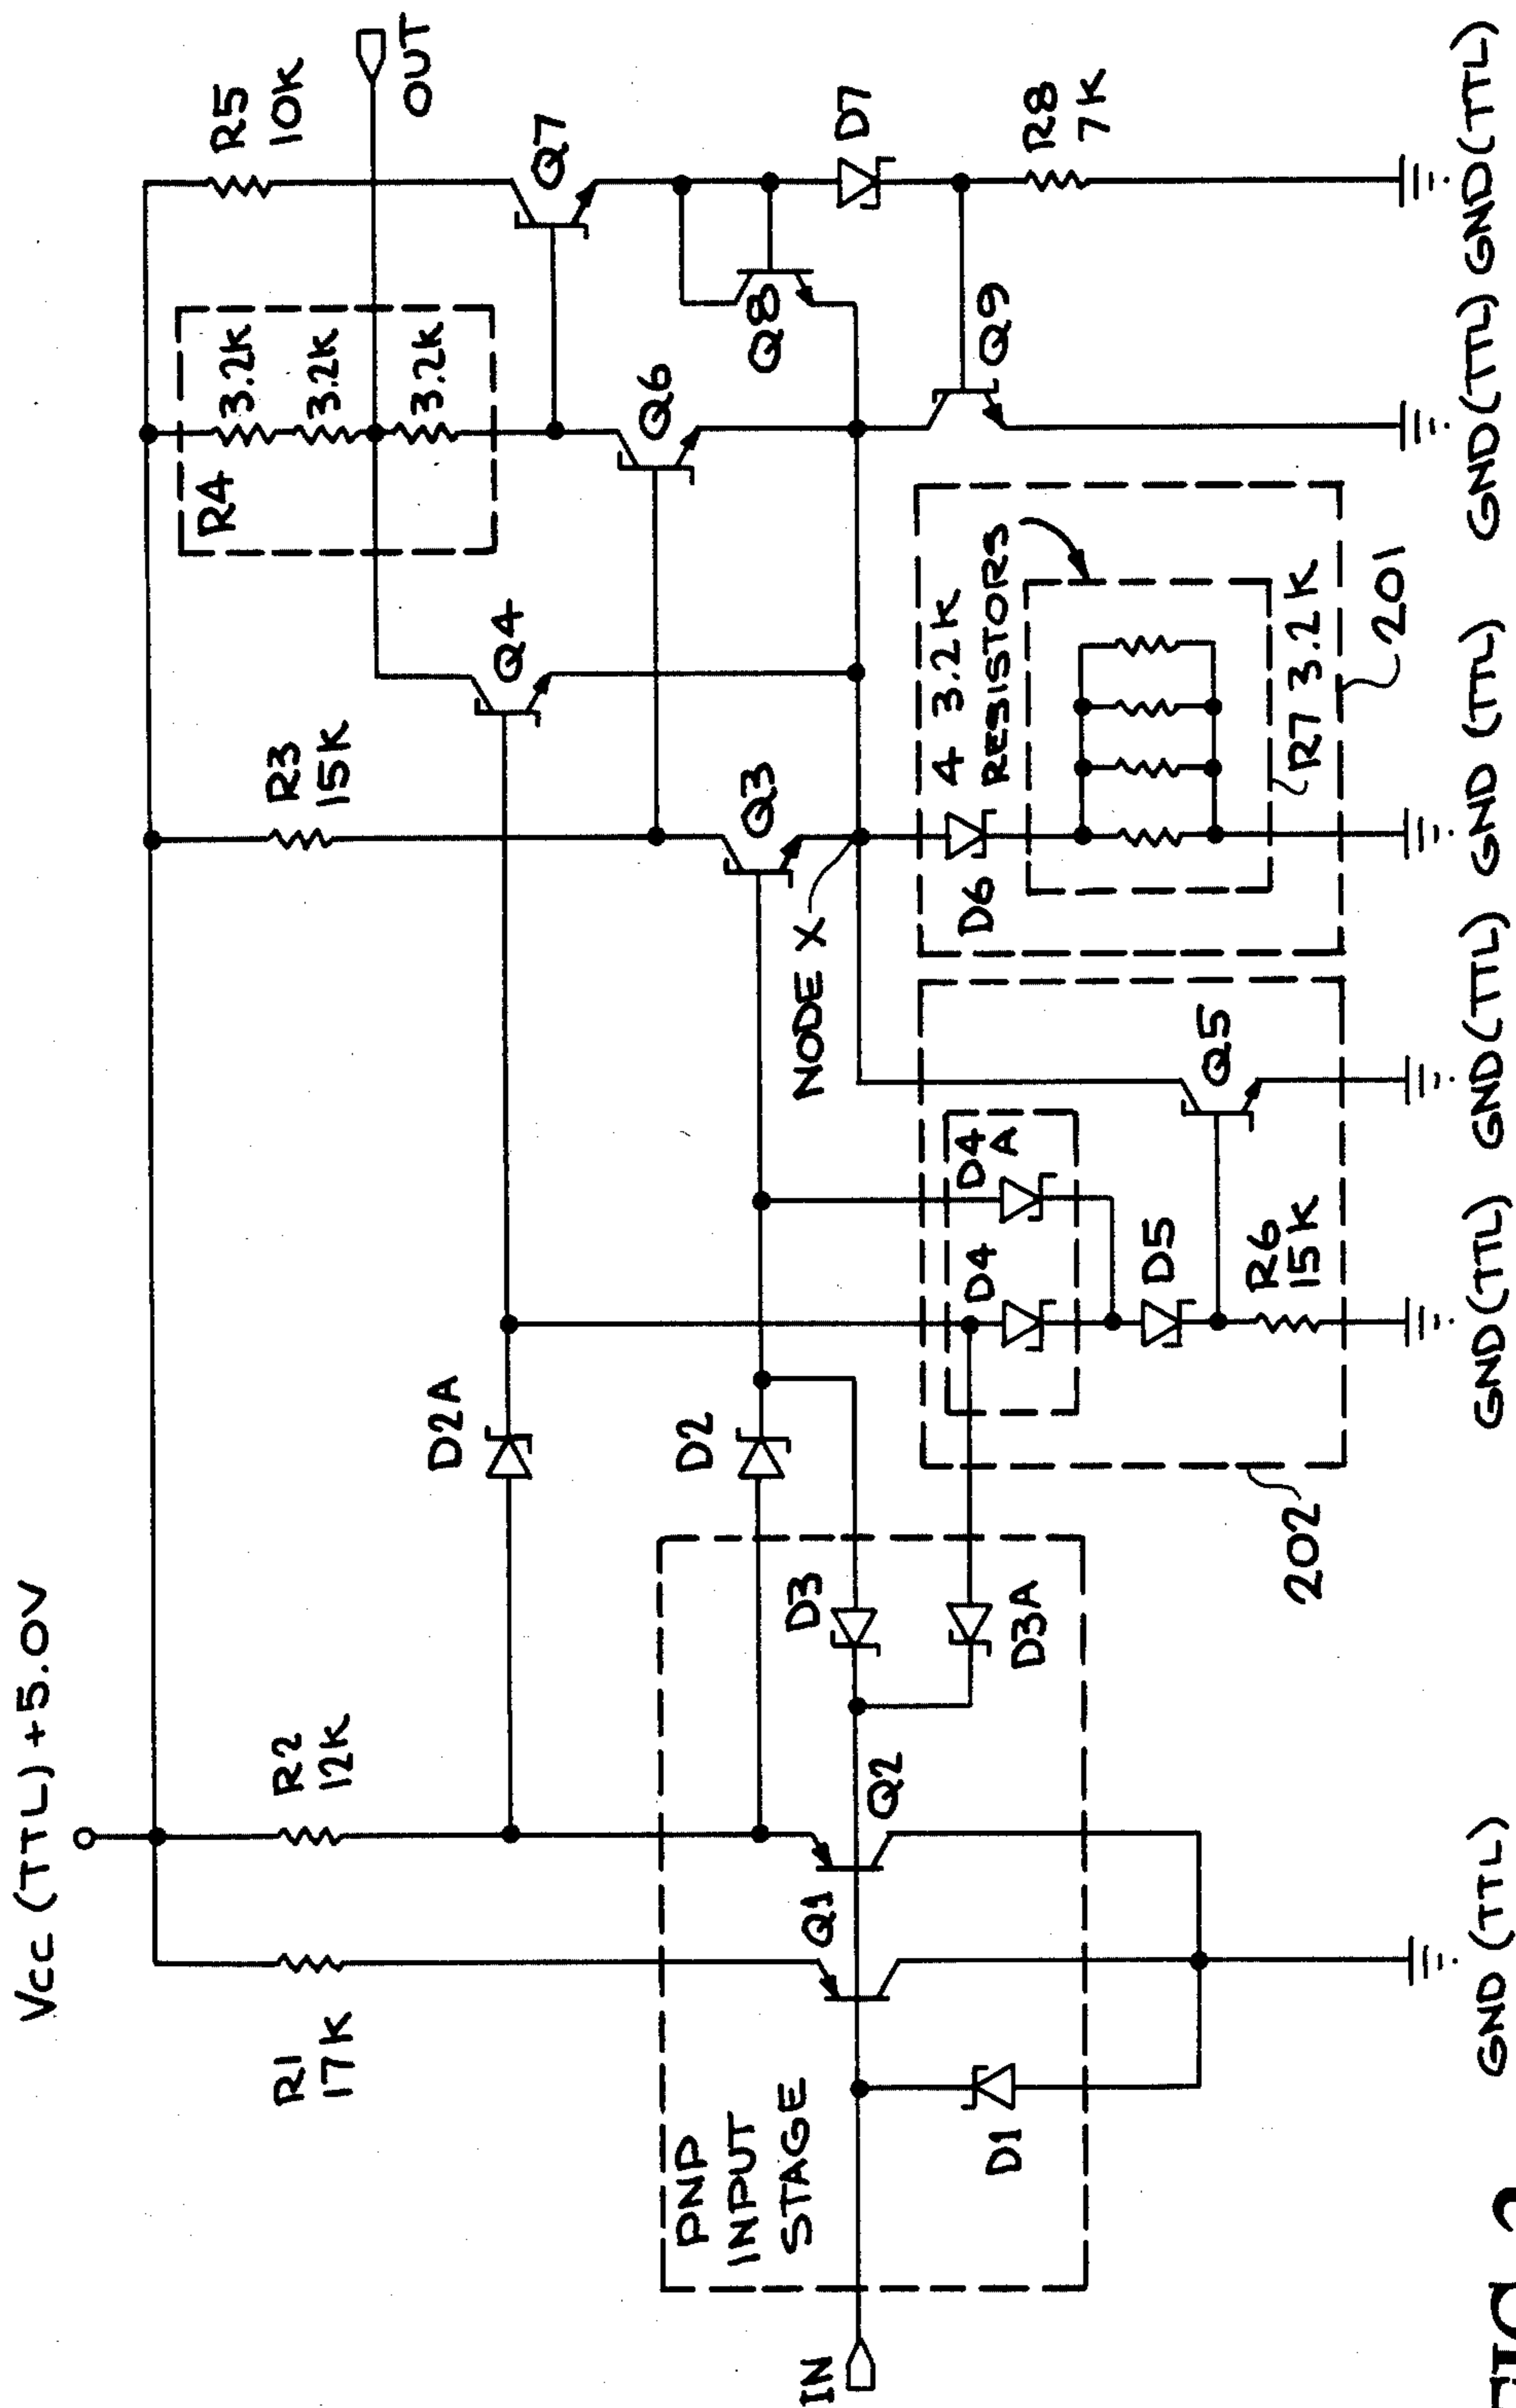 Vcc (TTL) +5.0V
R1
17K
R2
12K
R3
15K
R4
3.2K
3.2K
3.2K
R5
10K
OUT
D2A
Q4
Q7
D2
Q3
Q6
Q8
PNP
INPUT
STAGE
Q1
Q2
D3
D3A
D1
IN
NODE X
D4
D4
A
D5
R6
15K
Q5
202
D6
4 3.2K
RESISTORS
R7 3.2K
201
Q9
D7
R8
7K
GND (TTL)
GND (TTL)
GND (TTL)
GND (TTL)
GND (TTL)
GND (TTL)